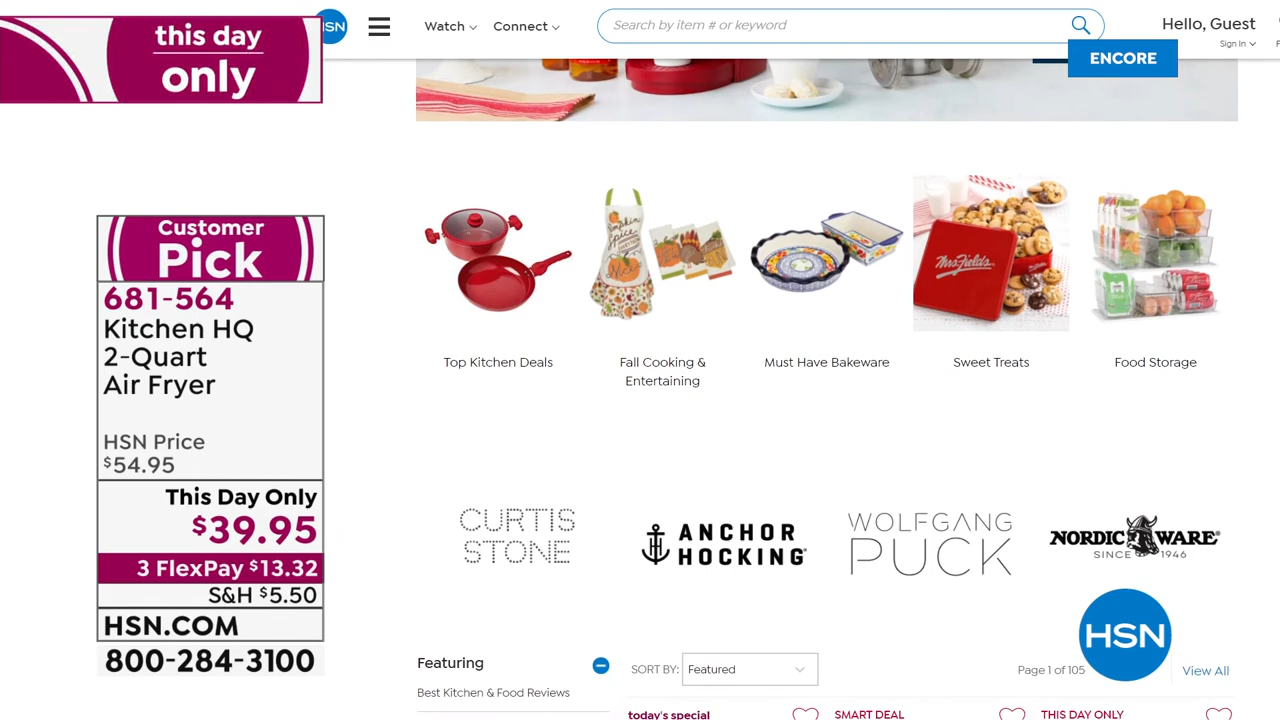 this day
only
HSN
Watch
Connect
Search by item # or keyword
Hello, Guest
Sign In
ENCORE
Customer
Pick
681-564
Kitchen HQ
2-Quart
Air Fryer
HSN Price
$54.95
This Day Only
$39.95
3 FlexPay $13.32
S&H $5.50
HSN.COM
800-284-3100
Mrs. Fields
Top Kitchen Deals
Fall Cooking &
Entertaining
Must Have Bakeware
Sweet Treats
Food Storage
CURTIS
STONE
ANCHOR
HOCKING
WOLFGANG
PUCK
NORDIC WARE
SINCE 1946
HSN
Featuring
Best Kitchen & Food Reviews
SORT BY:
Featured
Page 1 of 105
View All
today's special
SMART DEAL
THIS DAY ONLY